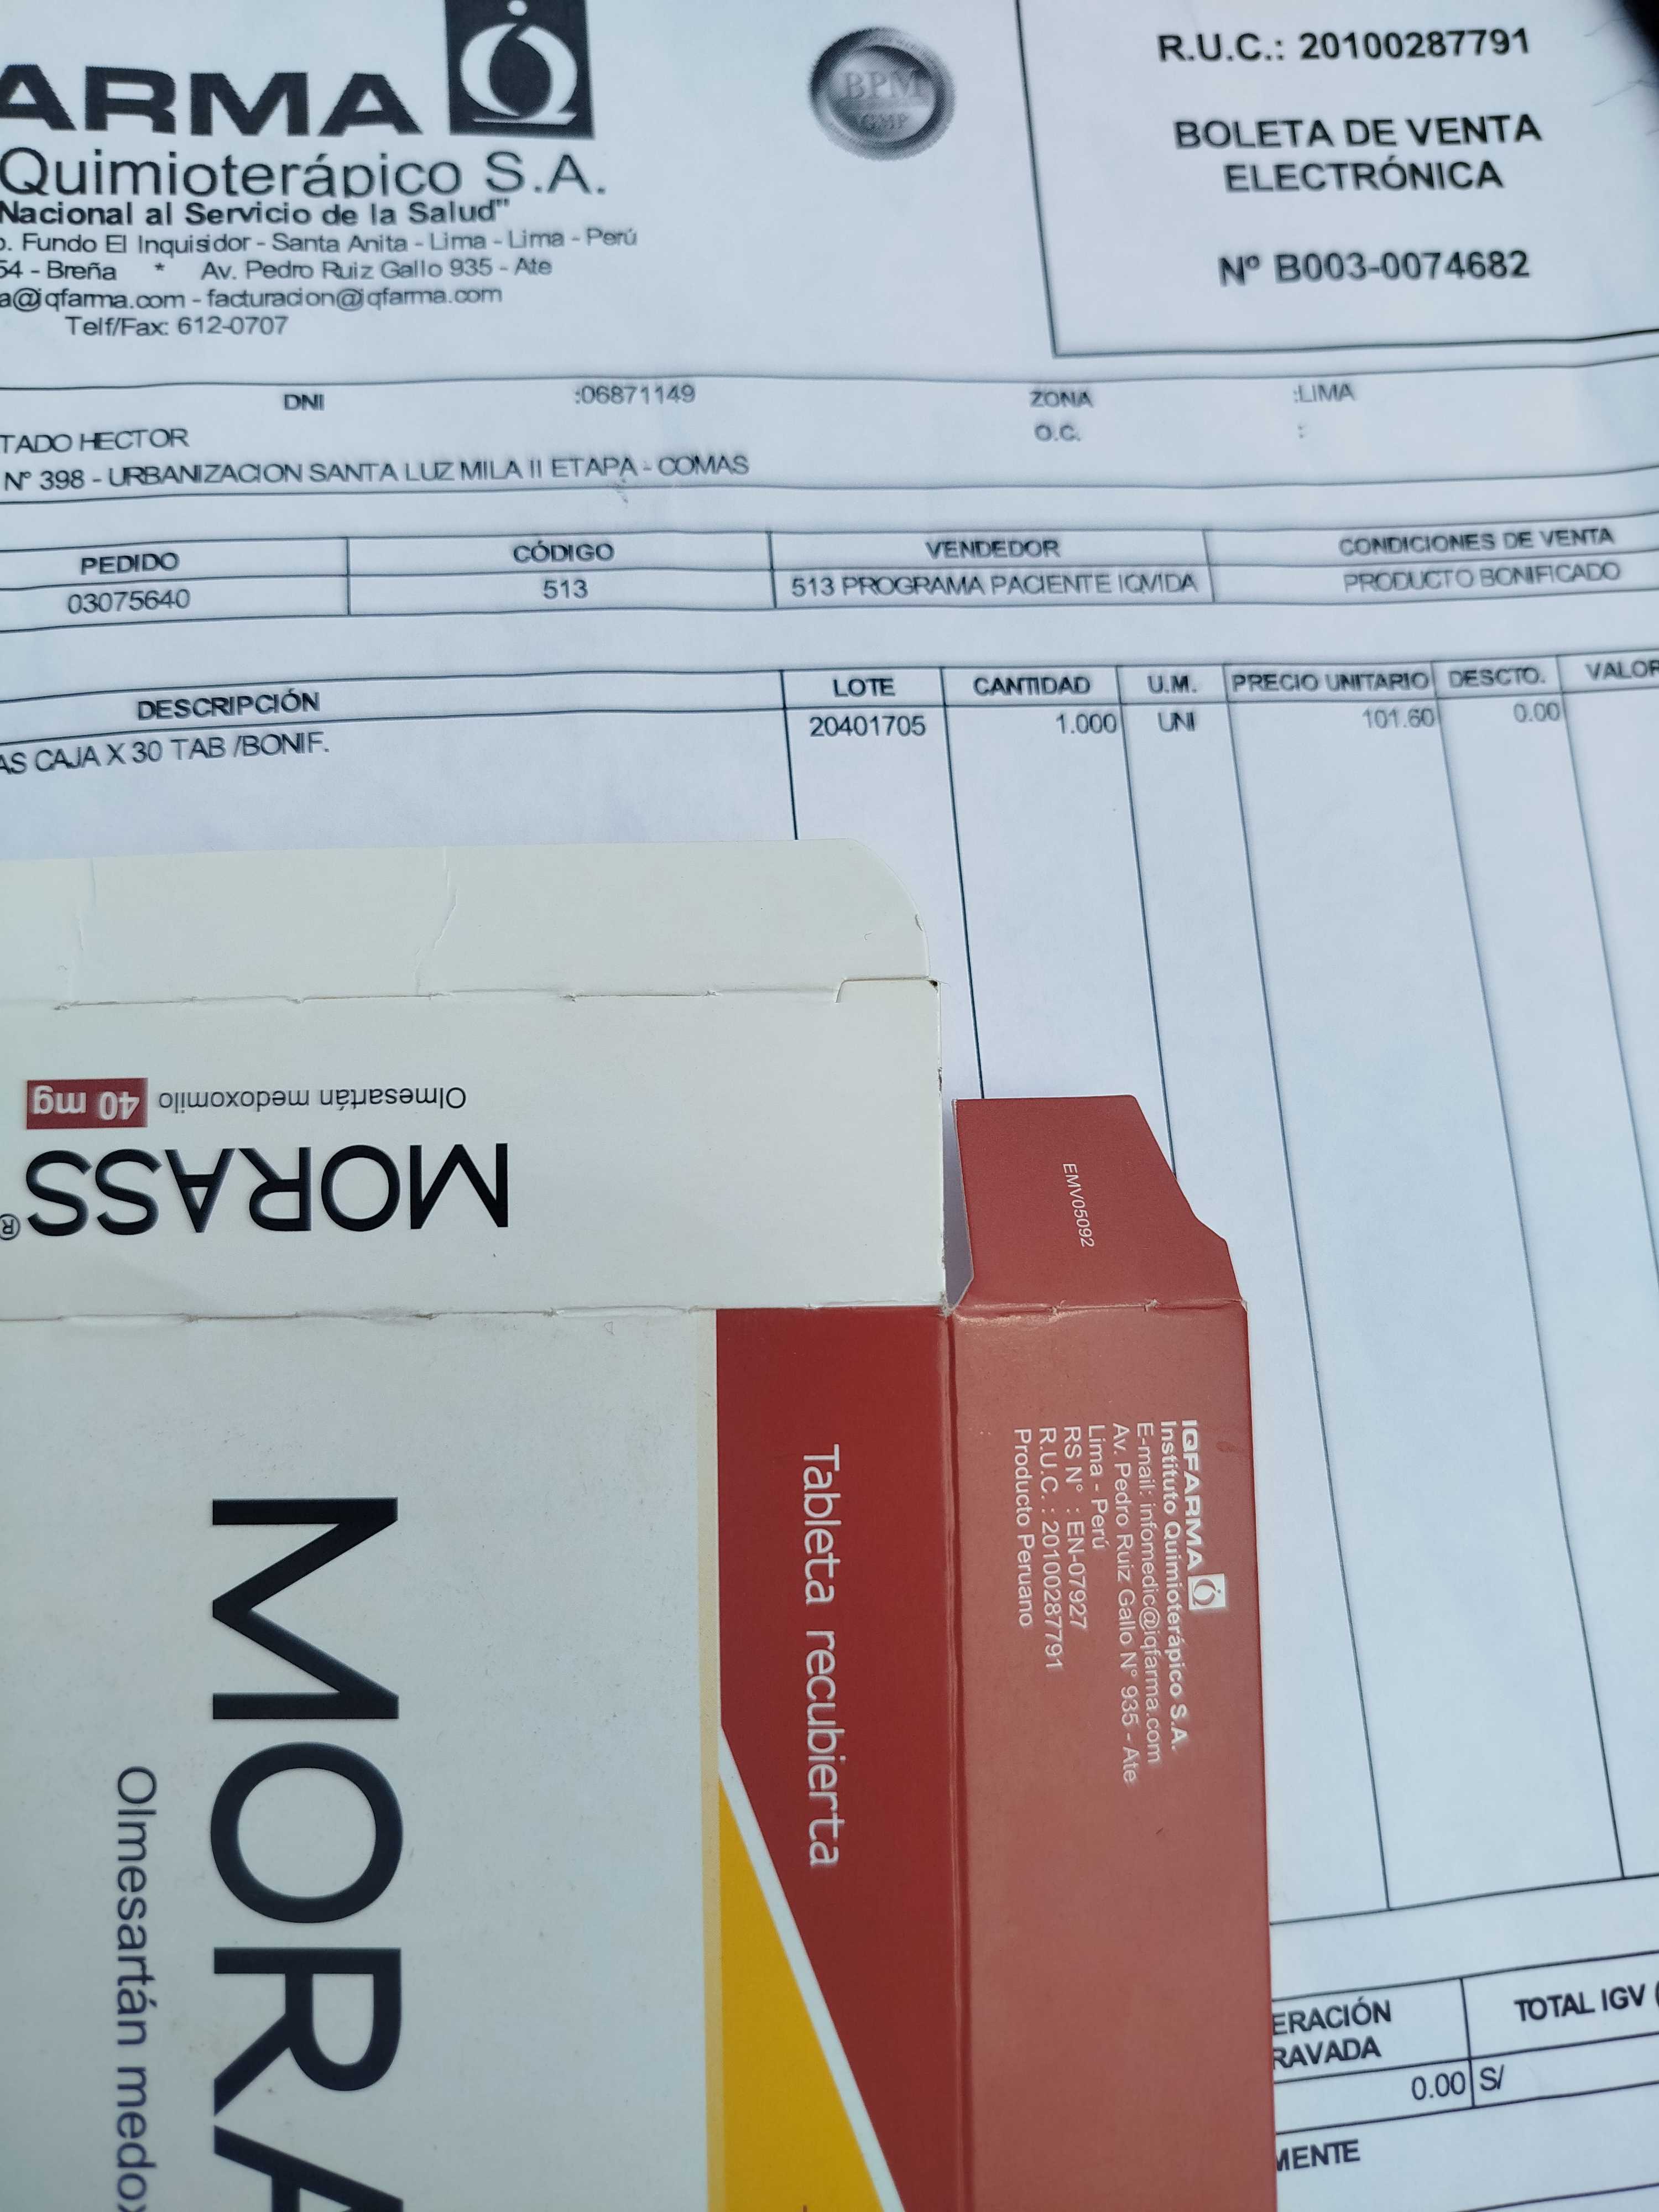 ARMA
Quimioterápico S.A.
Nacional al Servicio de la Salud"
o. Fundo El Inquisidor - Santa Anita - Lima - Lima - Perú
54 - Breña * Av. Pedro Ruiz Gallo 935 - Ate
a@iqfarma.com - facturacion@iqfarma.com
Telf/Fax: 612-0707
BPM
GMP
R.U.C.: 20100287791
BOLETA DE VENTA
ELECTRÓNICA
Nº B003-0074682
DNI :06871149 ZONA :LIMA
TADO HECTOR O.C. :
Nº 398 - URBANIZACION SANTA LUZ MILA II ETAPA - COMAS
PEDIDO CÓDIGO VENDEDOR CONDICIONES DE VENTA
03075640 513 513 PROGRAMA PACIENTE IQVIDA PRODUCTO BONIFICADO
DESCRIPCIÓN LOTE CANTIDAD U.M. PRECIO UNITARIO DESCTO. VALOR
AS CAJA X 30 TAB /BONIF. 20401705 1.000 UNI 101.60 0.00
MORASS®
Olmesartán medoxomilo 40 mg
EMV05092
IQFARMA
Instituto Quimioterápico S.A.
E-mail: infomedic@iqfarma.com
Av. Pedro Ruiz Gallo N° 935 - Ate
Lima - Perú
RS N° : EN-07927
R.U.C. : 20100287791
Producto Peruano
Tableta recubierta
MORA
Olmesartán medox
ERACIÓN TOTAL IGV (
RAVADA
0.00 S/
MENTE